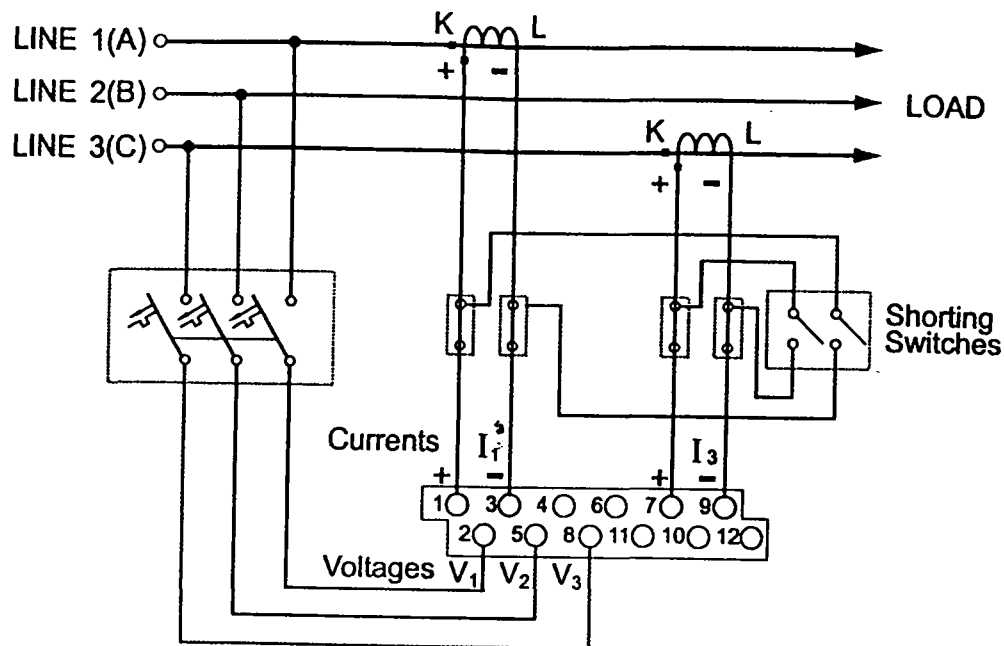 K L
LINE 1(A)
+ -
LINE 2(B)
LOAD
K L
LINE 3(C)
+ -
Shorting
Switches
Currents I1 I3
+ - + -
1 3 4 6 7 9
2 5 8 11 10 12
Voltages V1 V2 V3